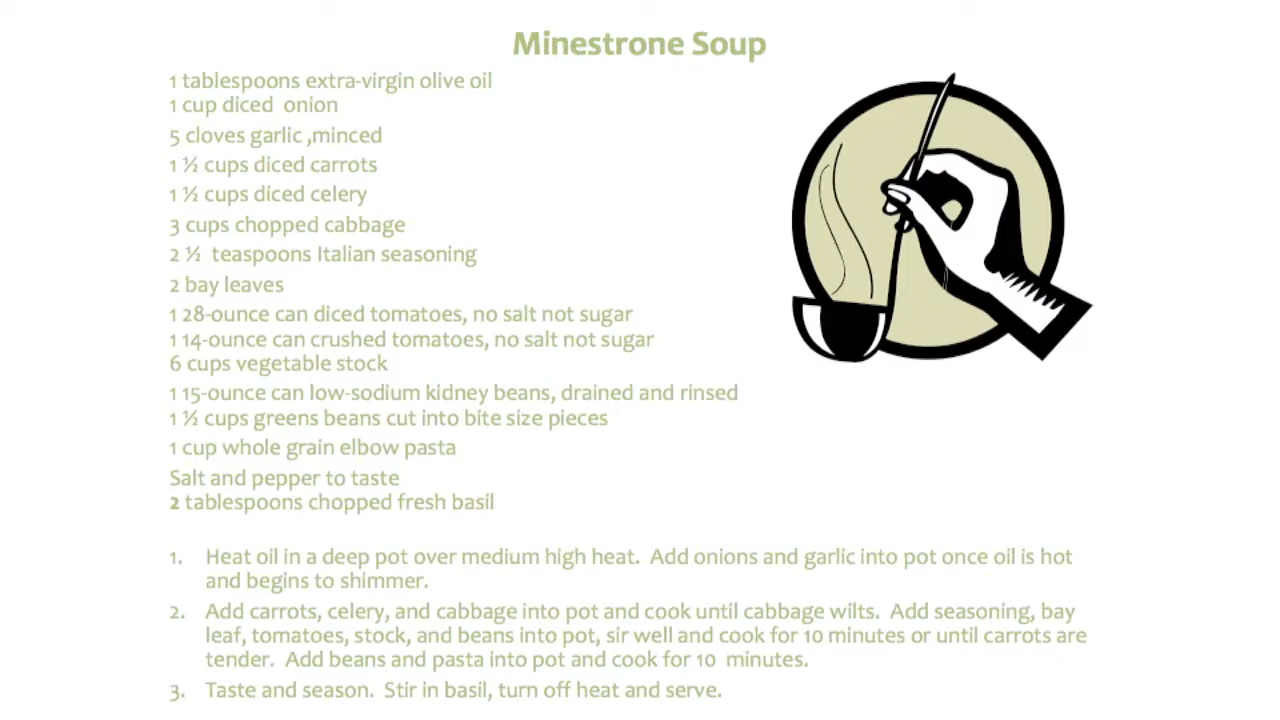 Minestrone Soup
1 tablespoons extra-virgin olive oil
1 cup diced  onion
5 cloves garlic ,minced
1 ½ cups diced carrots
1 ½ cups diced celery
3 cups chopped cabbage
2 ½  teaspoons Italian seasoning
2 bay leaves
1 28-ounce can diced tomatoes, no salt not sugar
1 14-ounce can crushed tomatoes, no salt not sugar
6 cups vegetable stock
1 15-ounce can low-sodium kidney beans, drained and rinsed
1 ½ cups greens beans cut into bite size pieces
1 cup whole grain elbow pasta
Salt and pepper to taste
2 tablespoons chopped fresh basil
1. Heat oil in a deep pot over medium high heat.  Add onions and garlic into pot once oil is hot
and begins to shimmer.
2. Add carrots, celery, and cabbage into pot and cook until cabbage wilts.  Add seasoning, bay
leaf, tomatoes, stock, and beans into pot, sir well and cook for 10 minutes or until carrots are
tender.  Add beans and pasta into pot and cook for 10  minutes.
3. Taste and season.  Stir in basil, turn off heat and serve.